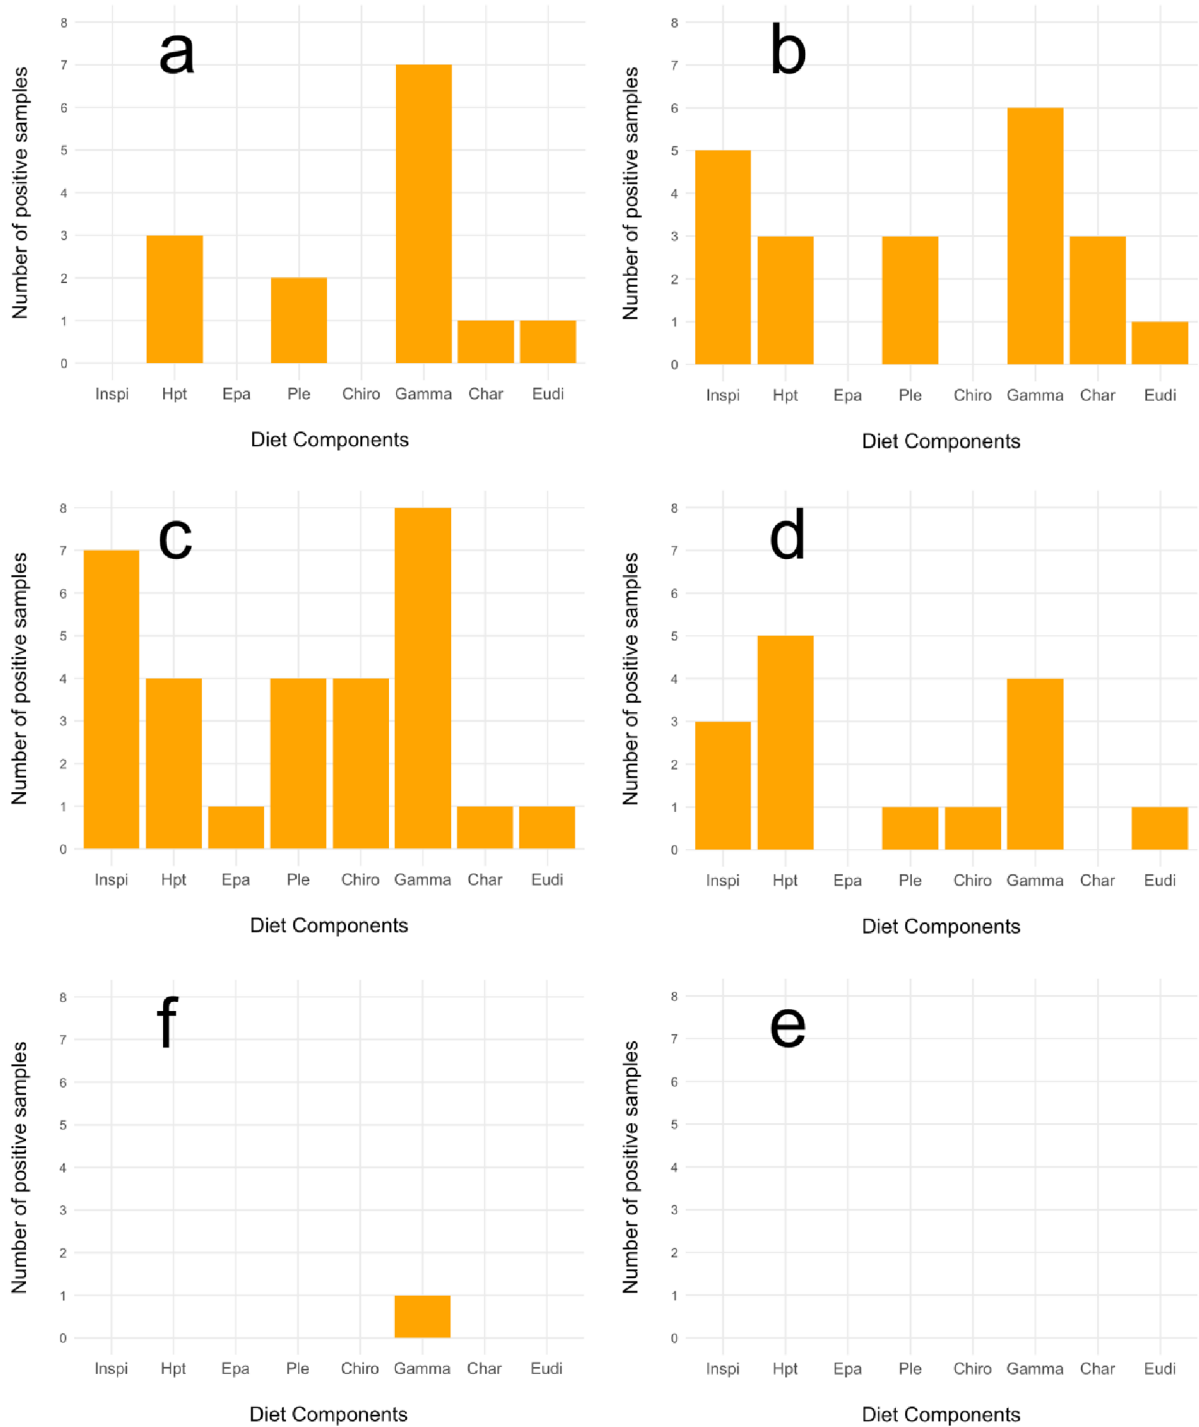 a
Number of positive samples
8
7
6
5
4
3
2
1
0
Inspi Hpt Epa Ple Chiro Gamma Char Eudi
Diet Components
b
Number of positive samples
8
7
6
5
4
3
2
1
0
Inspi Hpt Epa Ple Chiro Gamma Char Eudi
Diet Components
c
Number of positive samples
8
7
6
5
4
3
2
1
0
Inspi Hpt Epa Ple Chiro Gamma Char Eudi
Diet Components
d
Number of positive samples
8
7
6
5
4
3
2
1
0
Inspi Hpt Epa Ple Chiro Gamma Char Eudi
Diet Components
f
Number of positive samples
8
7
6
5
4
3
2
1
0
Inspi Hpt Epa Ple Chiro Gamma Char Eudi
Diet Components
e
Number of positive samples
8
7
6
5
4
3
2
1
0
Inspi Hpt Epa Ple Chiro Gamma Char Eudi
Diet Components